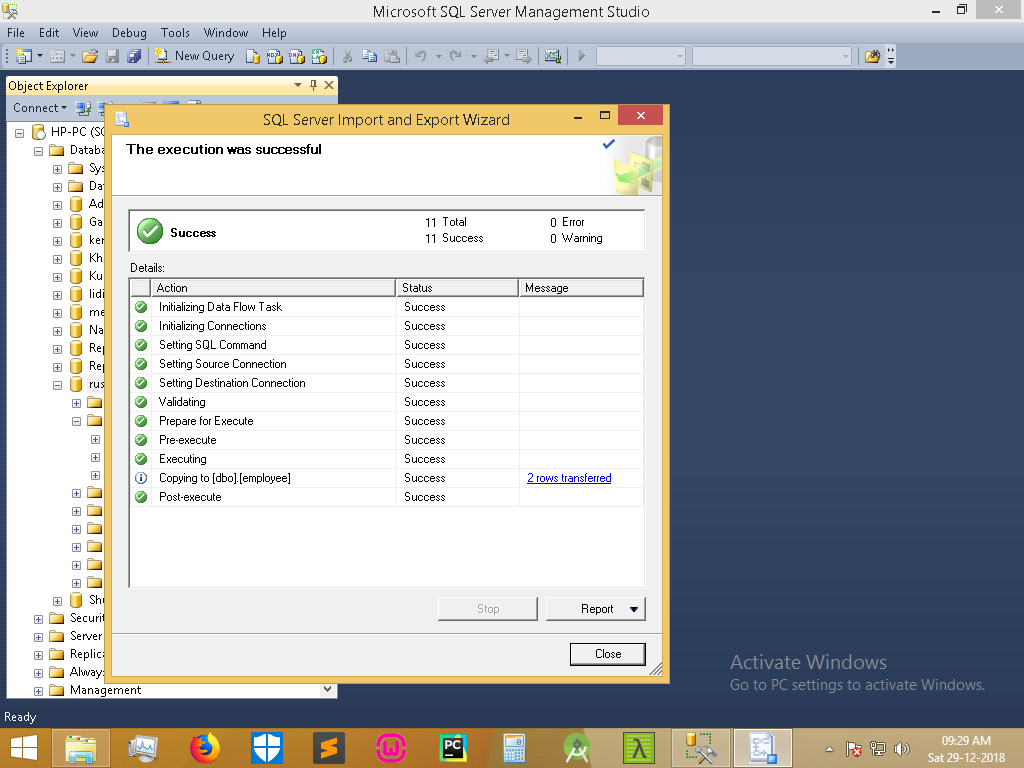 Microsoft SQL Server Management Studio
File Edit View Debug Tools Window Help
New Query
Object Explorer
Connect
HP-PC (SQ
Databa
Sys
Da
Ad
Ga
ker
Kh
Ku
lidi
me
Na
Rep
Rep
rus
Sh
Securit
Server
Replica
Always
Management
SQL Server Import and Export Wizard
The execution was successful
Success
11 Total
0 Error
11 Success
0 Warning
Details:
Action Status Message
Initializing Data Flow Task Success
Initializing Connections Success
Setting SQL Command Success
Setting Source Connection Success
Setting Destination Connection Success
Validating Success
Prepare for Execute Success
Pre-execute Success
Executing Success
Copying to [dbo].[employee] Success 2 rows transferred
Post-execute Success
Stop Report
Close
Activate Windows
Go to PC settings to activate Windows.
Ready
PC
09:29 AM
Sat 29-12-2018